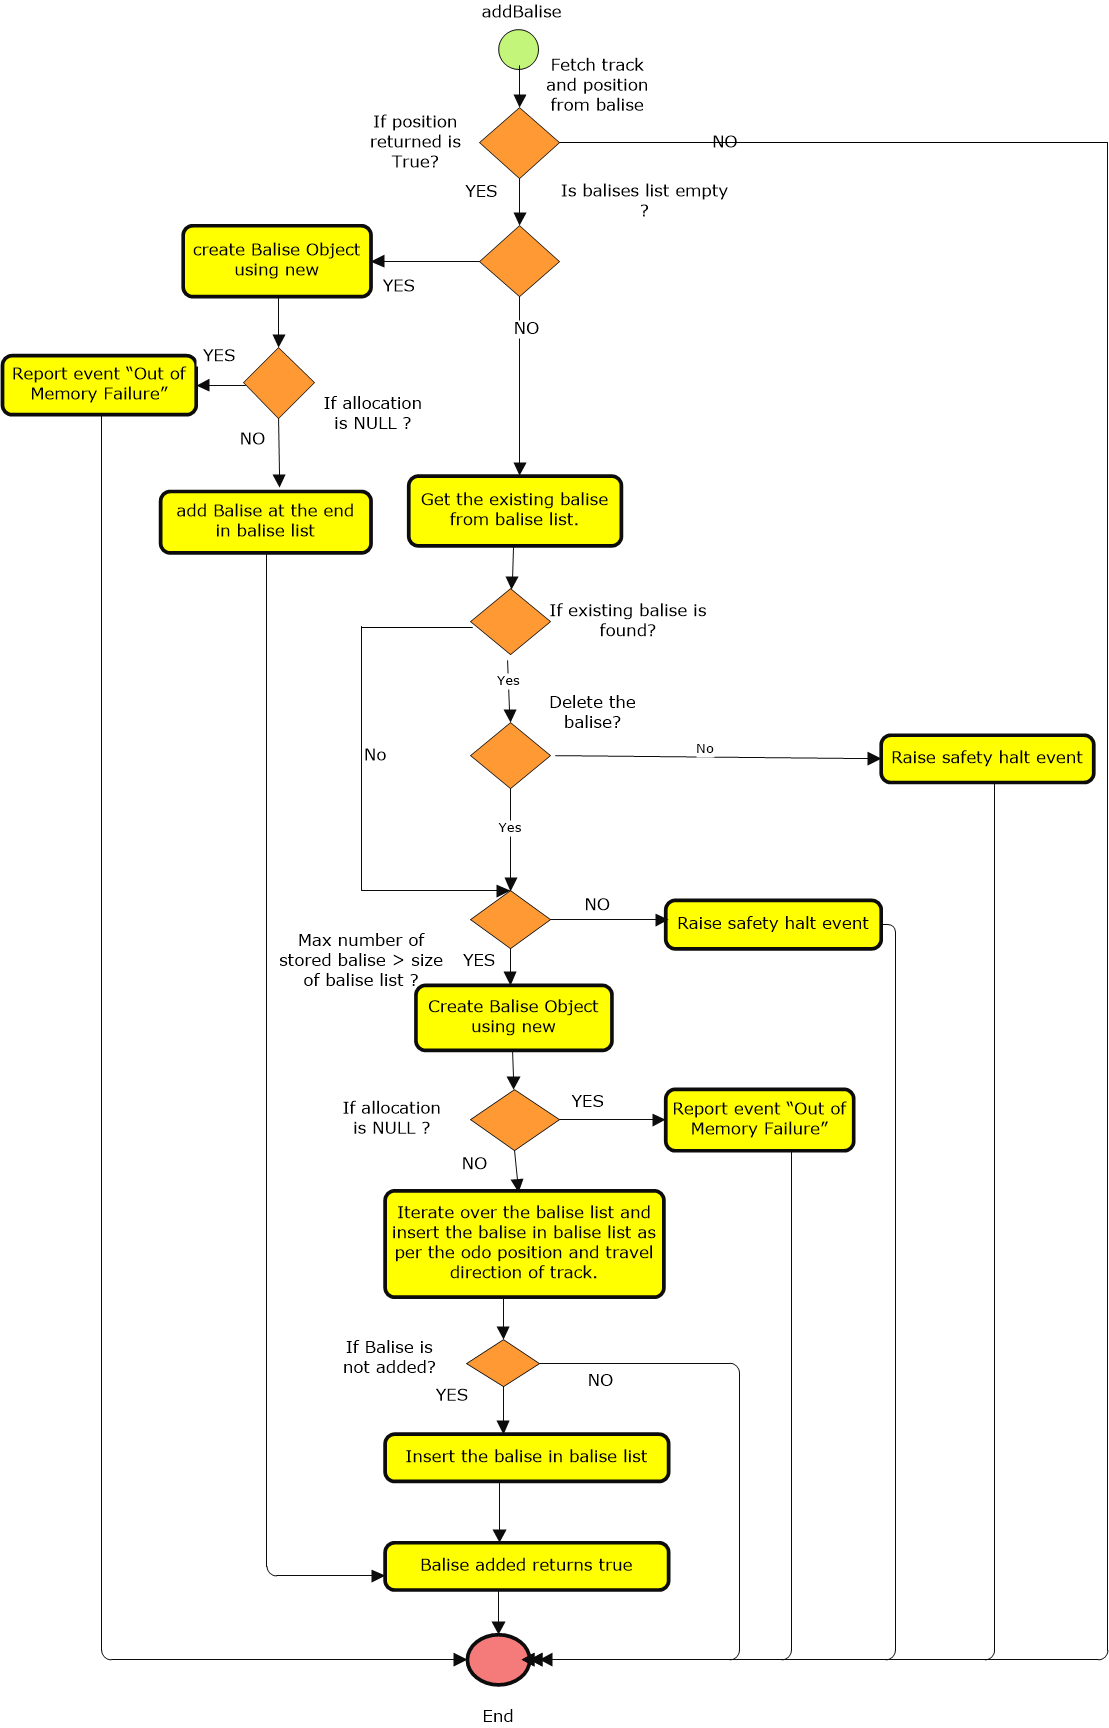 addBalise
Fetch track
and position
from balise
If position
returned is
True?
NO
YES
Is balises list empty
?
create Balise Object
using new
YES
NO
YES
Report event “Out of
Memory Failure”
If allocation
is NULL ?
NO
Get the existing balise
from balise list.
add Balise at the end
in balise list
If existing balise is
found?
Yes
Delete the
balise?
No
No
Raise safety halt event
Yes
NO
Raise safety halt event
Max number of
stored balise > size
of balise list ?
YES
Create Balise Object
using new
If allocation
is NULL ?
YES
Report event “Out of
Memory Failure”
NO
Iterate over the balise list and
insert the balise in balise list as
per the odo position and travel
direction of track.
If Balise is
not added?
NO
YES
Insert the balise in balise list
Balise added returns true
End